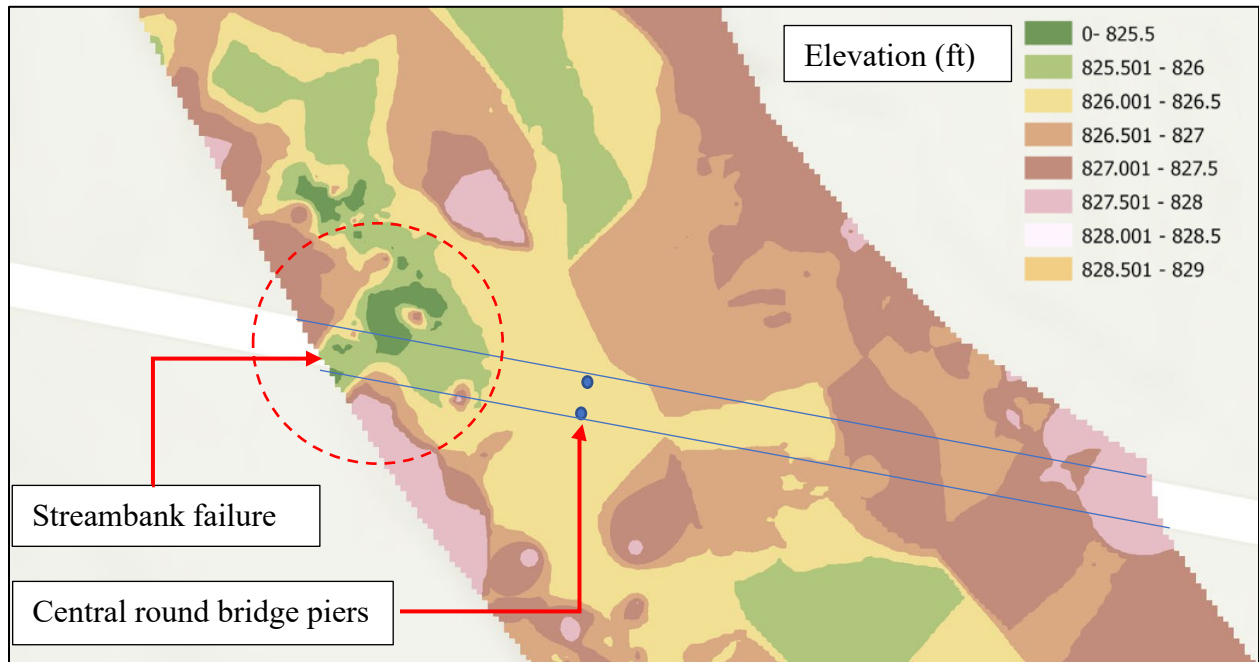 Elevation (ft)
0- 825.5
825.501 - 826
826.001 - 826.5
826.501 - 827
827.001 - 827.5
827.501 - 828
828.001 - 828.5
828.501 - 829
Streambank failure
Central round bridge piers